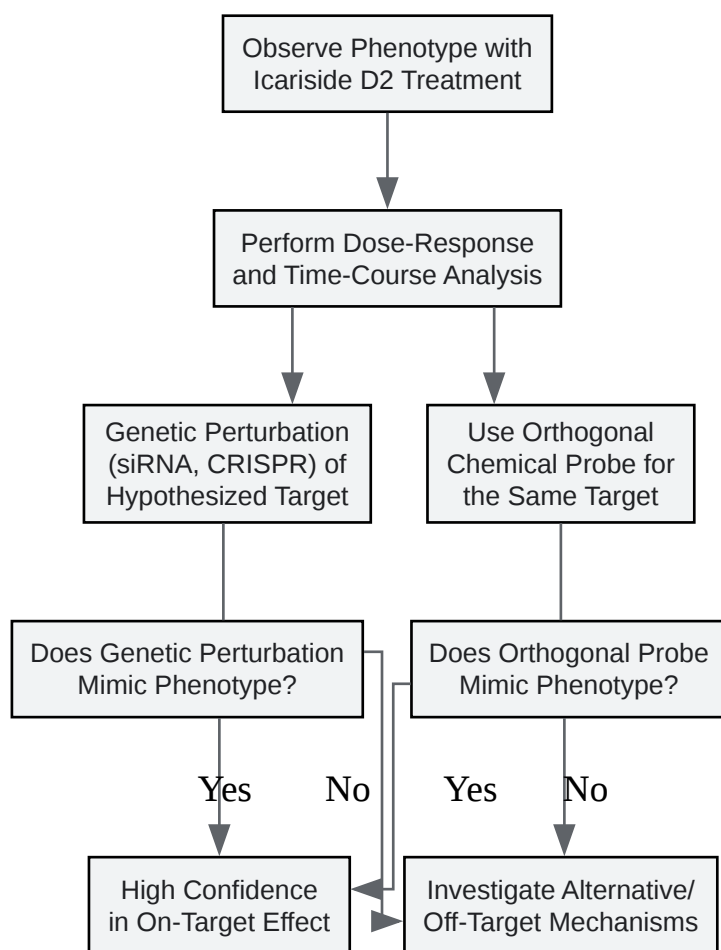 Observe Phenotype with
Icariside D2 Treatment
Perform Dose-Response
and Time-Course Analysis
Genetic Perturbation
(siRNA, CRISPR) of
Hypothesized Target
Use Orthogonal
Chemical Probe for
the Same Target
Does Genetic Perturbation
Mimic Phenotype?
Does Orthogonal Probe
Mimic Phenotype?
Yes
No
Yes
No
High Confidence
in On-Target Effect
Investigate Alternative/
Off-Target Mechanisms